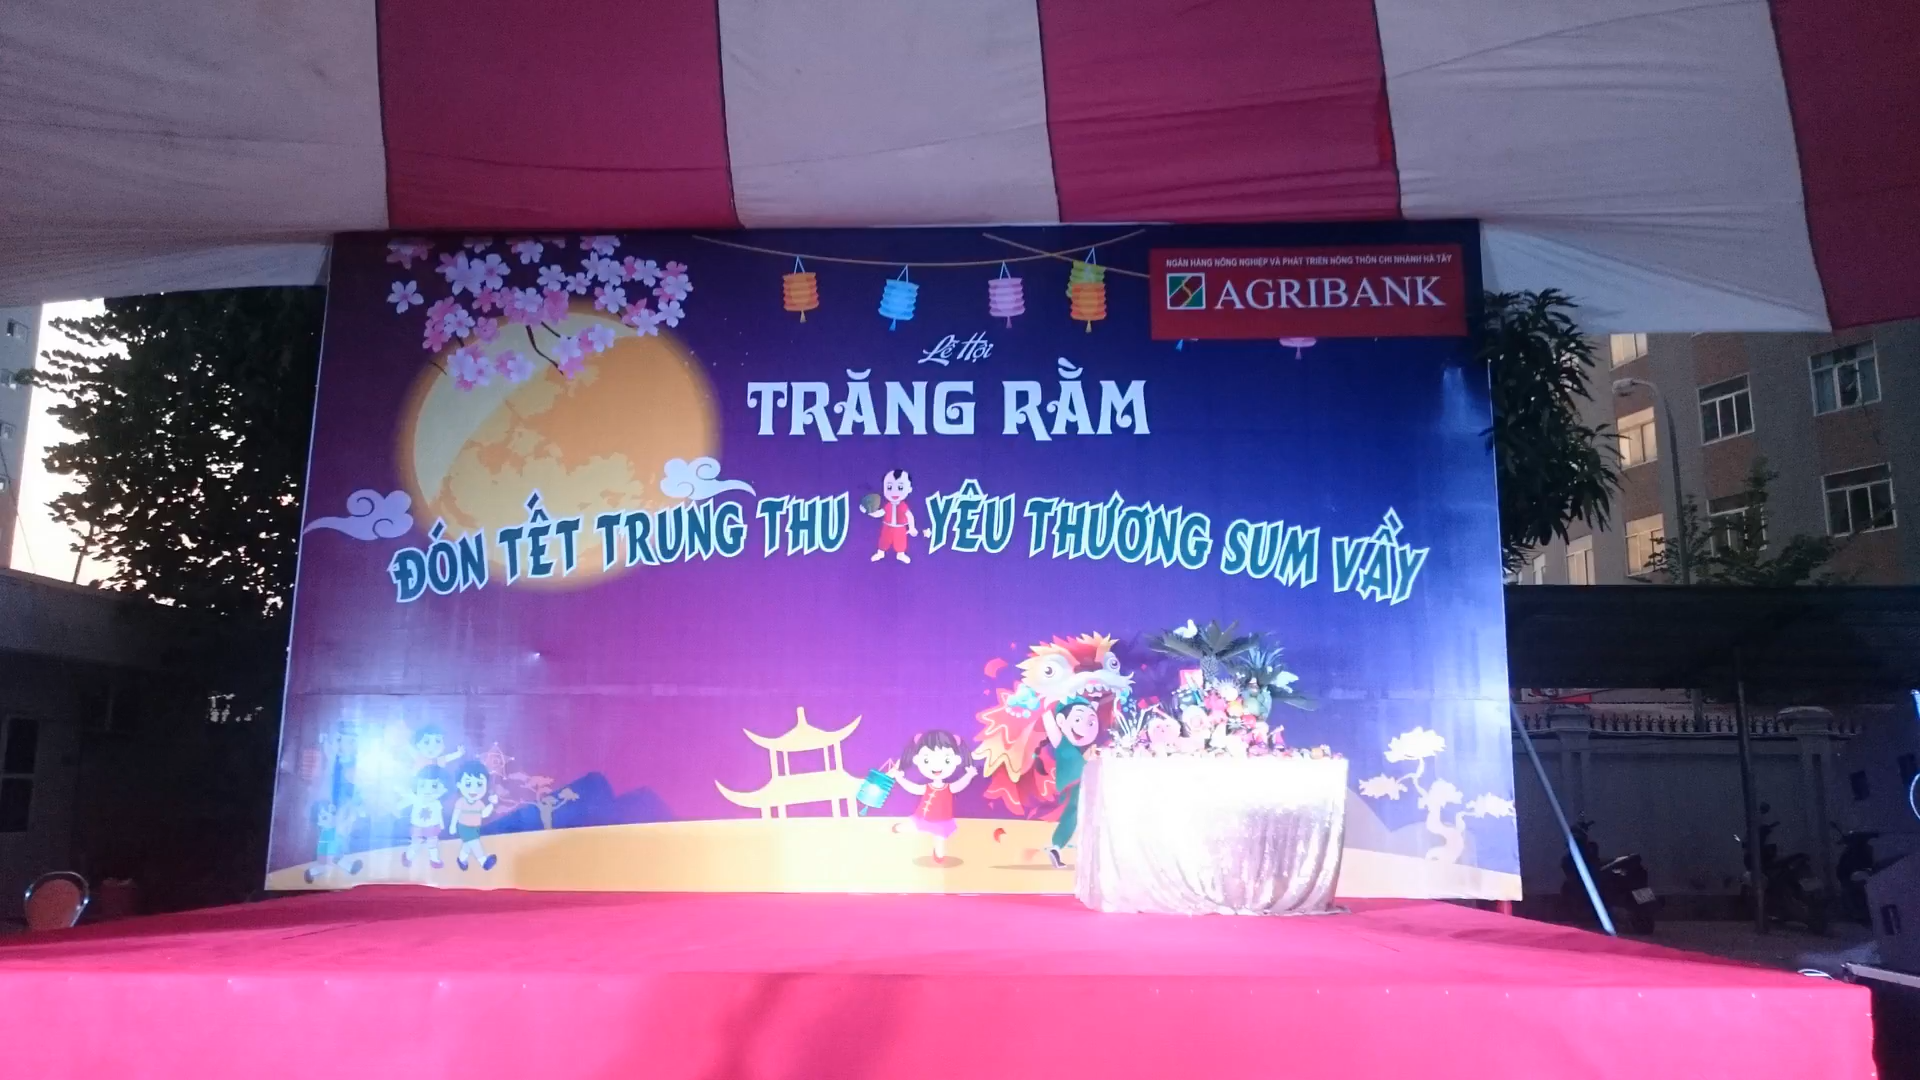 NGÂN HÀNG NÔNG NGHIỆP VÀ PHÁT TRIỂN NÔNG THÔN CHI NHÁNH HÀ TÂY
AGRIBANK
Lễ Hội
TRĂNG RẰM
ĐÓN TẾT TRUNG THU YÊU THƯƠNG SUM VẦY